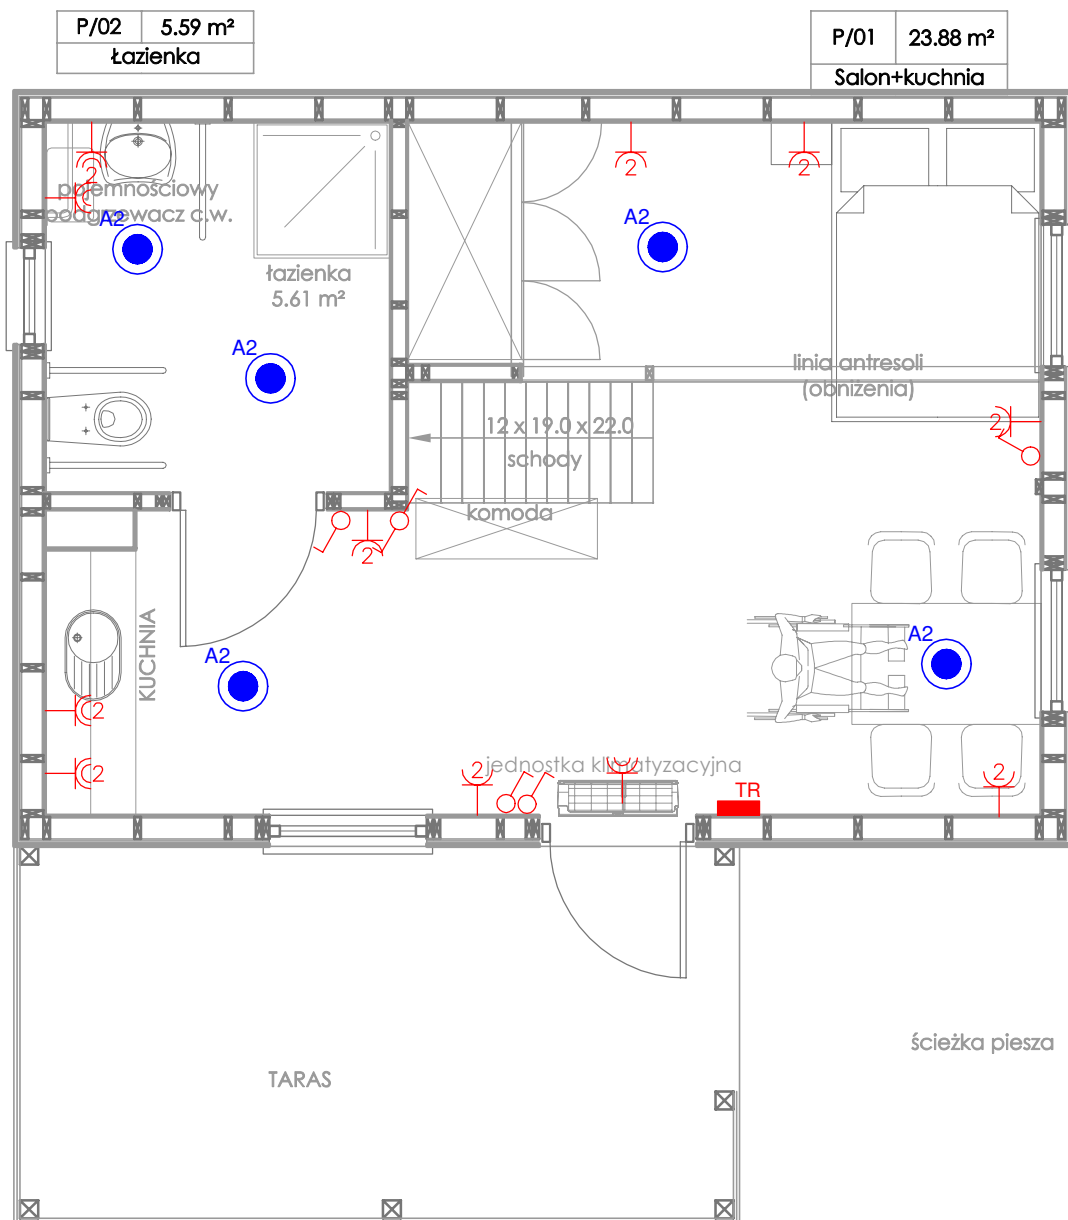 P/02 5.59 m²
Łazienka
P/01 23.88 m²
Salon+kuchnia
2
2
2
pojemnościowy
podgrzewacz c.w.
A2
A2
łazienka
5.61 m²
A2
linia antresoli
(obniżenia)
2
12 x 19.0 x 22.0
schody
komoda
2
KUCHNIA
A2
A2
2
2
2
jednostka klimatyzacyjna
2
TR
ścieżka piesza
TARAS